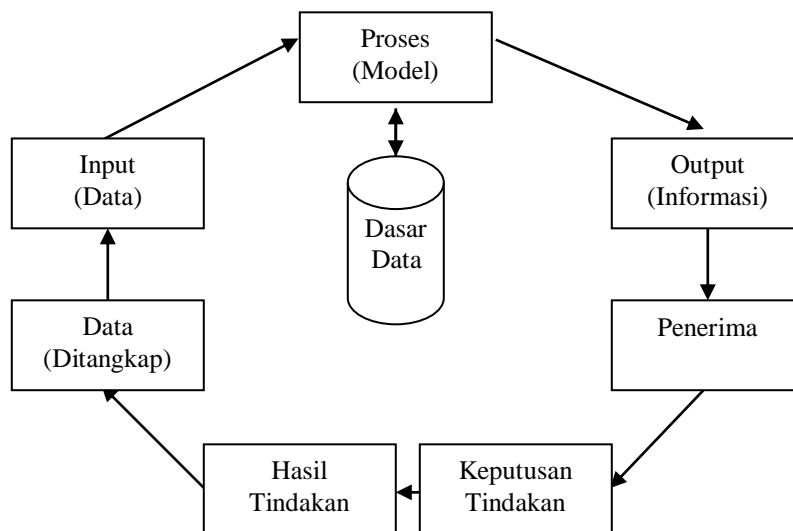 Proses
(Model)
Input
(Data)
Output
(Informasi)
Dasar
Data
Data
(Ditangkap)
Penerima
Hasil
Tindakan
Keputusan
Tindakan